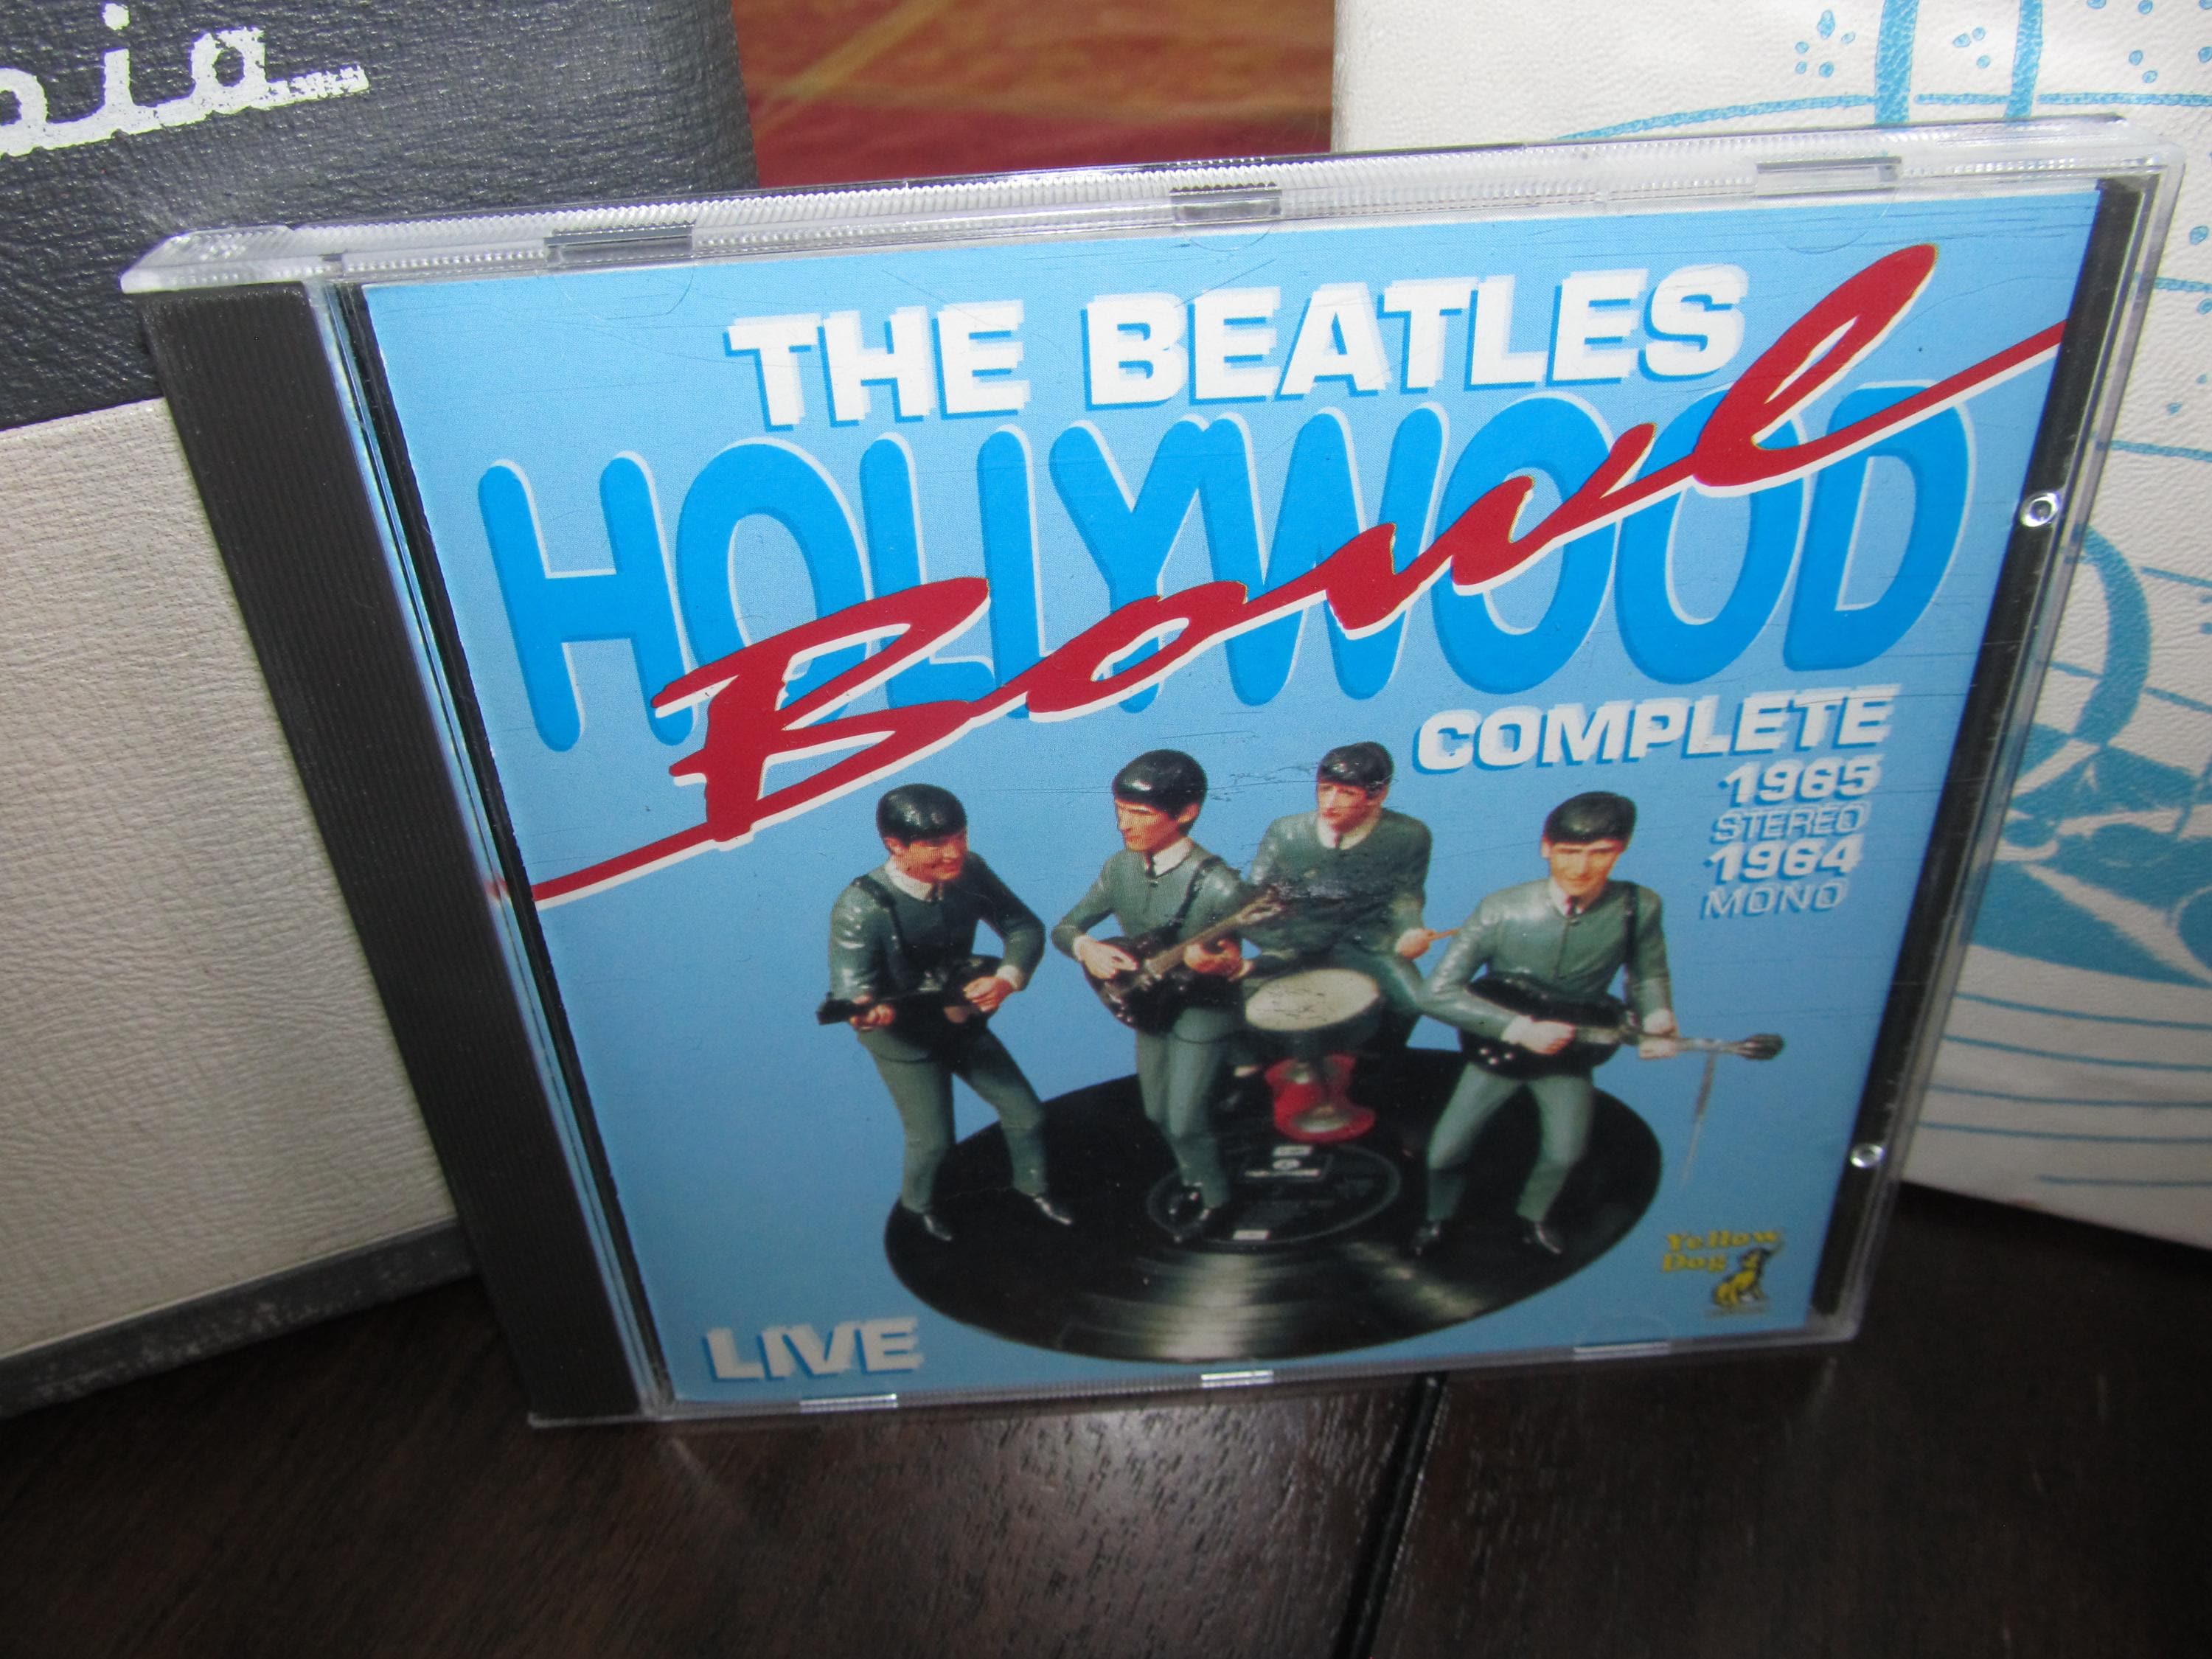 THE BEATLES
HOLLYWOOD
Bowl
COMPLETE
1965
STEREO
1964
MONO
Yellow
Dog
LIVE